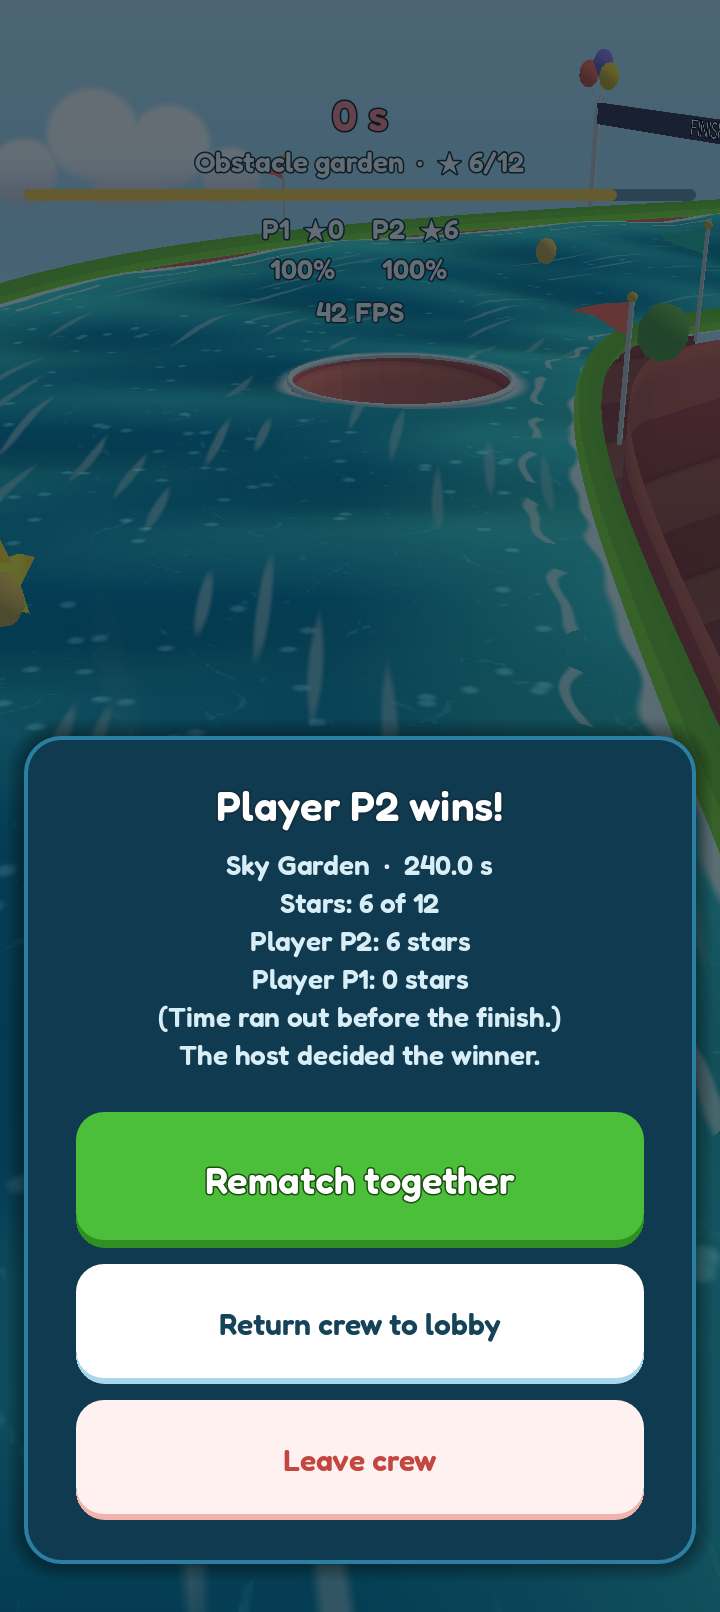 0 s
Obstacle garden · ★ 6/12
P1 ★0 P2 ★6
100% 100%
42 FPS
Player P2 wins!
Sky Garden · 240.0 s
Stars: 6 of 12
Player P2: 6 stars
Player P1: 0 stars
(Time ran out before the finish.)
The host decided the winner.
Rematch together
Return crew to lobby
Leave crew